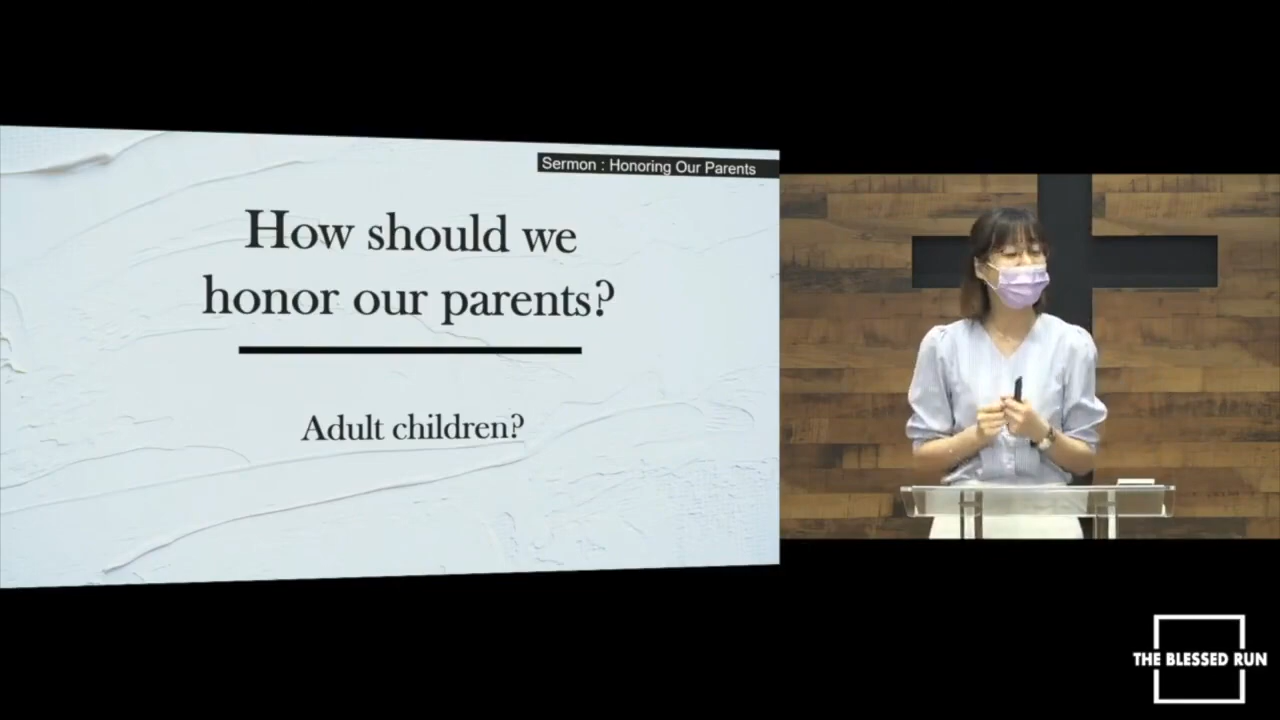 Sermon : Honoring Our Parents
How should we
honor our parents?
Adult children?
THE BLESSED RUN